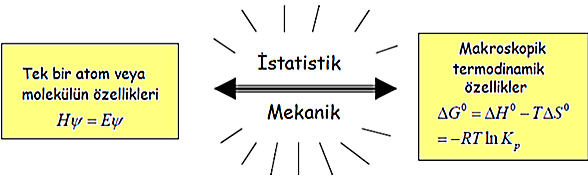 Tek bir atom veya
molekülün özellikleri
Hψ = Eψ
İstatistik
Mekanik
Makroskopik
termodinamik
özellikler
ΔG⁰ = ΔH⁰ − TΔS⁰
= −RT ln Kₚ